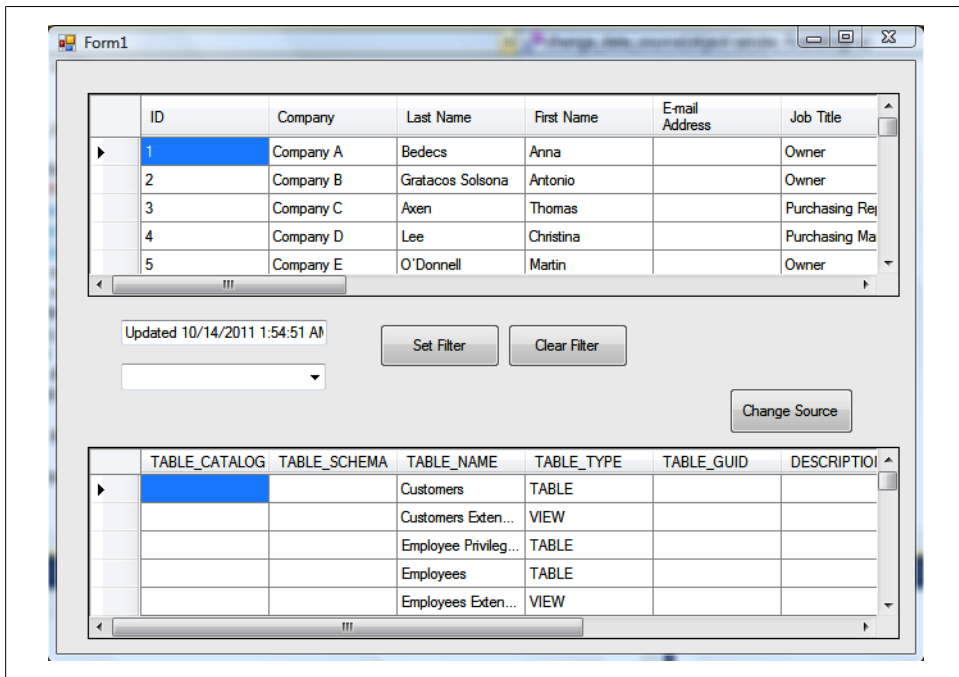 Form1
ID Company Last Name First Name E-mail Address Job Title
1 Company A Bedecs Anna Owner
2 Company B Gratacos Solsona Antonio Owner
3 Company C Axen Thomas Purchasing Rep
4 Company D Lee Christina Purchasing Ma
5 Company E O'Donnell Martin Owner
Updated 10/14/2011 1:54:51 AM
Set Filter Clear Filter
Change Source
TABLE_CATALOG TABLE_SCHEMA TABLE_NAME TABLE_TYPE TABLE_GUID DESCRIPTION
Customers TABLE
Customers Exten... VIEW
Employee Privileg... TABLE
Employees TABLE
Employees Exten... VIEW